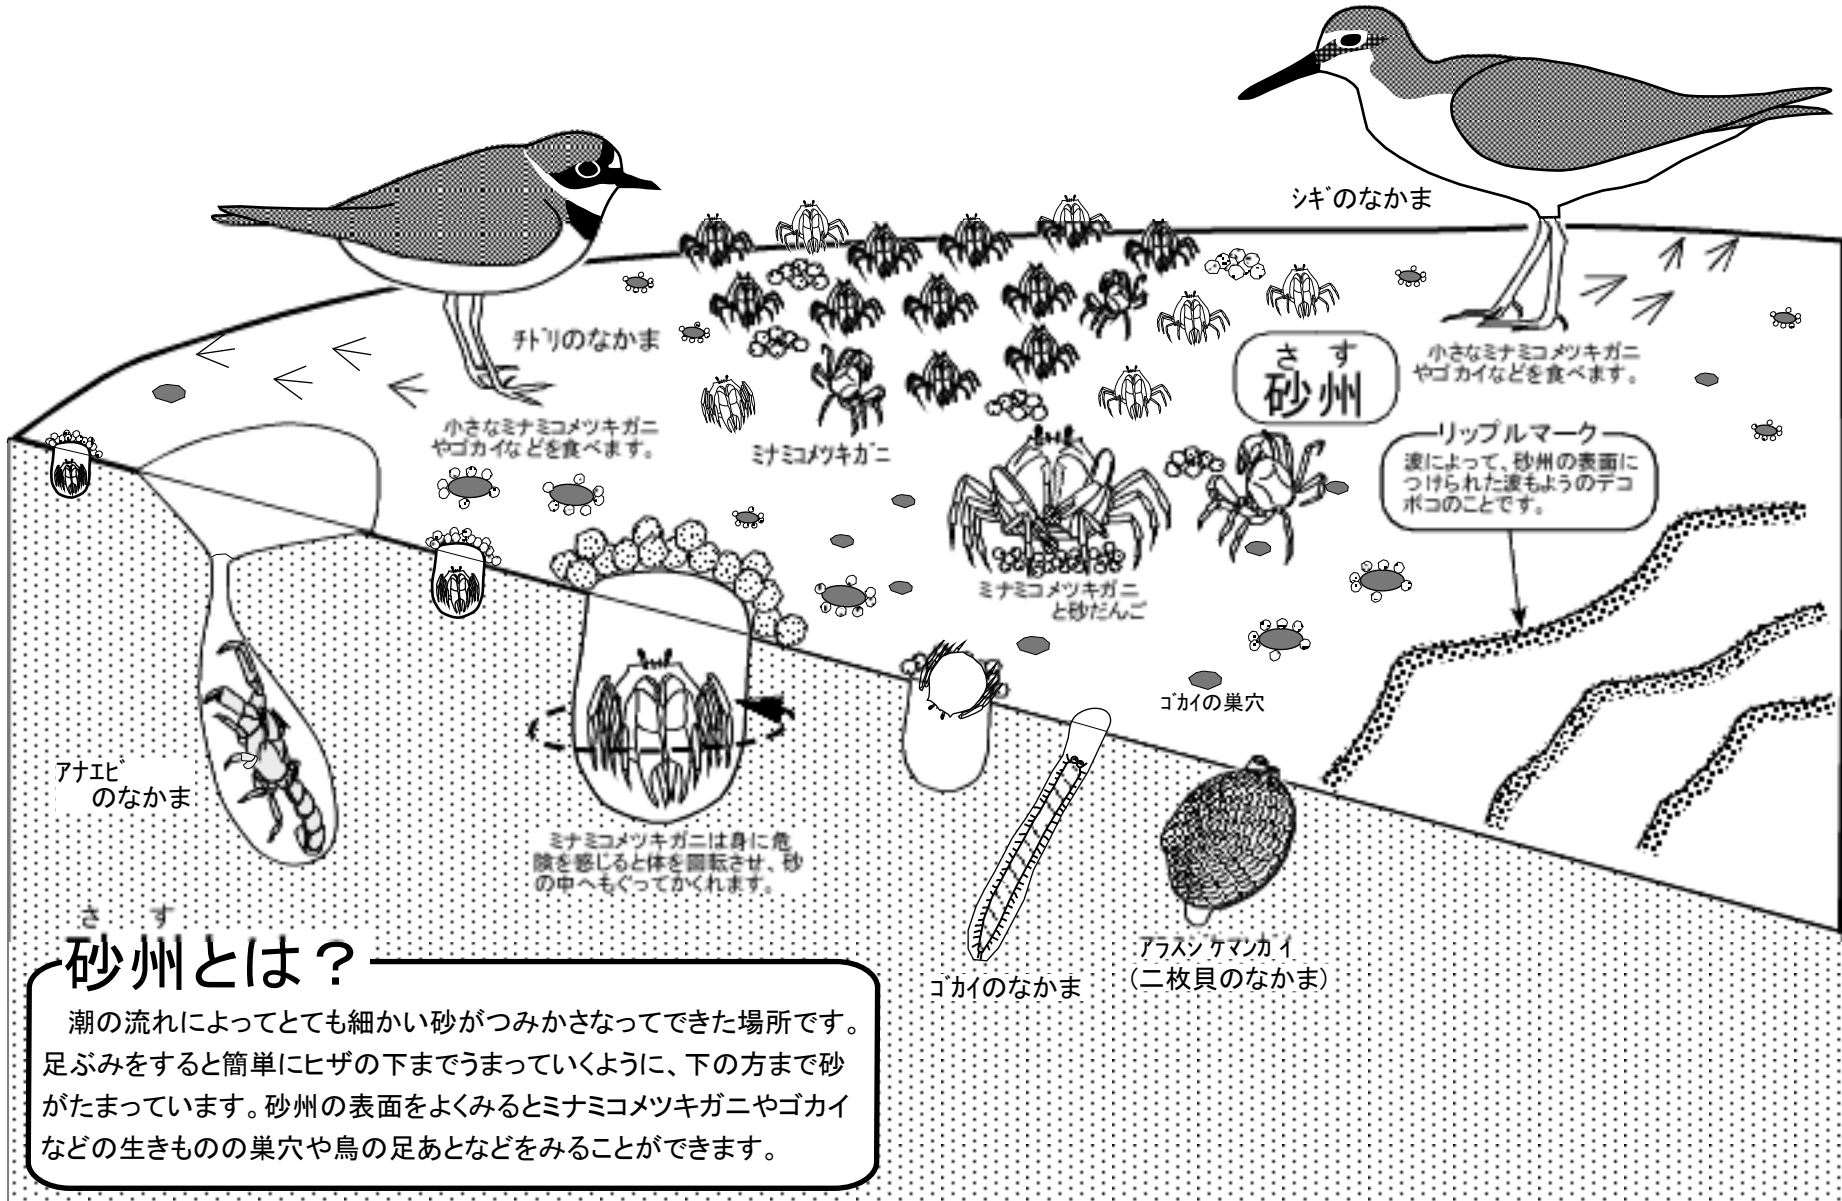 シギのなかま
チドリのなかま
小さなミナミコメツキガニ
やゴカイなどを食べます。
ミナミコメツキガニ
さ す
砂州
小さなミナミコメツキガニ
やゴカイなどを食べます。
リップルマーク
波によって、砂州の表面に
つけられた波もようのデコ
ボコのことです。
ミナミコメツキガニ
と砂だんご
ゴカイの巣穴
アナエビ
のなかま
ミナミコメツキガニは身に危
険を感じると体を回転させ、砂
の中へもぐってかくれます。
ゴカイのなかま
アラスジケマンガイ
(二枚貝のなかま)
さ す
砂州とは?
潮の流れによってとても細かい砂がつみかさなってできた場所です。
足ぶみをすると簡単にヒザの下までうまっていくように、下の方まで砂
がたまっています。砂州の表面をよくみるとミナミコメツキガニやゴカイ
などの生きものの巣穴や鳥の足あとなどをみることができます。